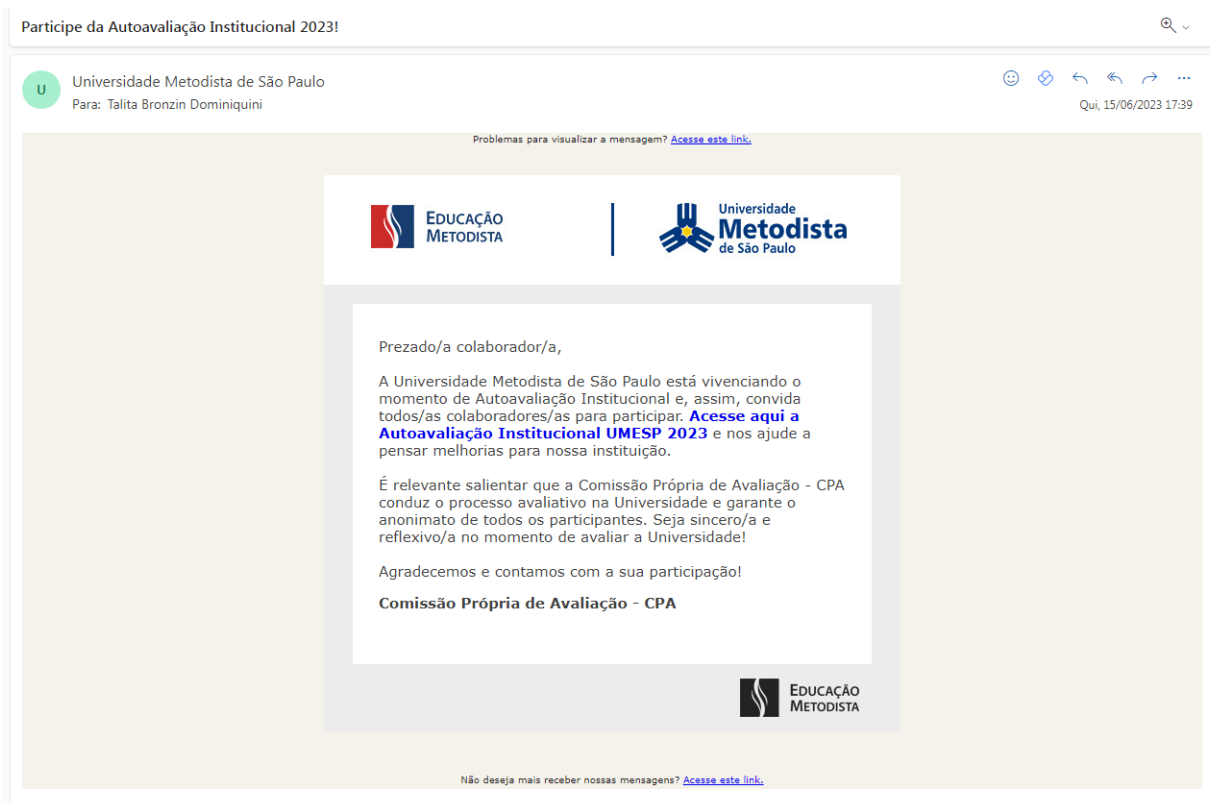 Participe da Autoavaliação Institucional 2023!
U
Universidade Metodista de São Paulo
Para: Talita Bronzin Dominiquini
Qui, 15/06/2023 17:39
Problemas para visualizar a mensagem? Acesse este link.
EDUCAÇÃO
METODISTA
Universidade
Metodista
de São Paulo
Prezado/a colaborador/a,
A Universidade Metodista de São Paulo está vivenciando o
momento de Autoavaliação Institucional e, assim, convida
todos/as colaboradores/as para participar. Acesse aqui a
Autoavaliação Institucional UMESP 2023 e nos ajude a
pensar melhorias para nossa instituição.
É relevante salientar que a Comissão Própria de Avaliação - CPA
conduz o processo avaliativo na Universidade e garante o
anonimato de todos os participantes. Seja sincero/a e
reflexivo/a no momento de avaliar a Universidade!
Agradecemos e contamos com a sua participação!
Comissão Própria de Avaliação - CPA
EDUCAÇÃO
METODISTA
Não deseja mais receber nossas mensagens? Acesse este link.